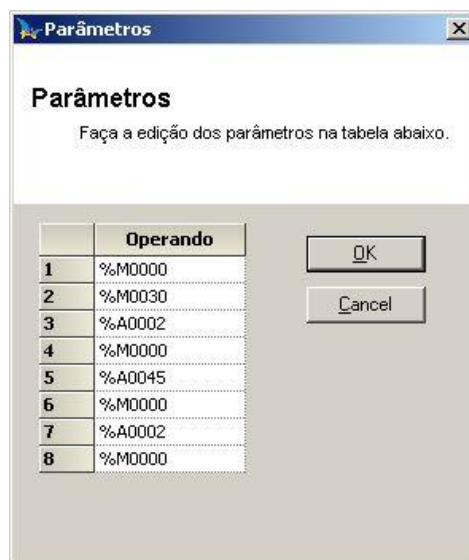 Parâmetros
Parâmetros
Faça a edição dos parâmetros na tabela abaixo.
Operando
1 %M0000
2 %M0030
3 %A0002
4 %M0000
5 %A0045
6 %M0000
7 %A0002
8 %M0000
OK
Cancel